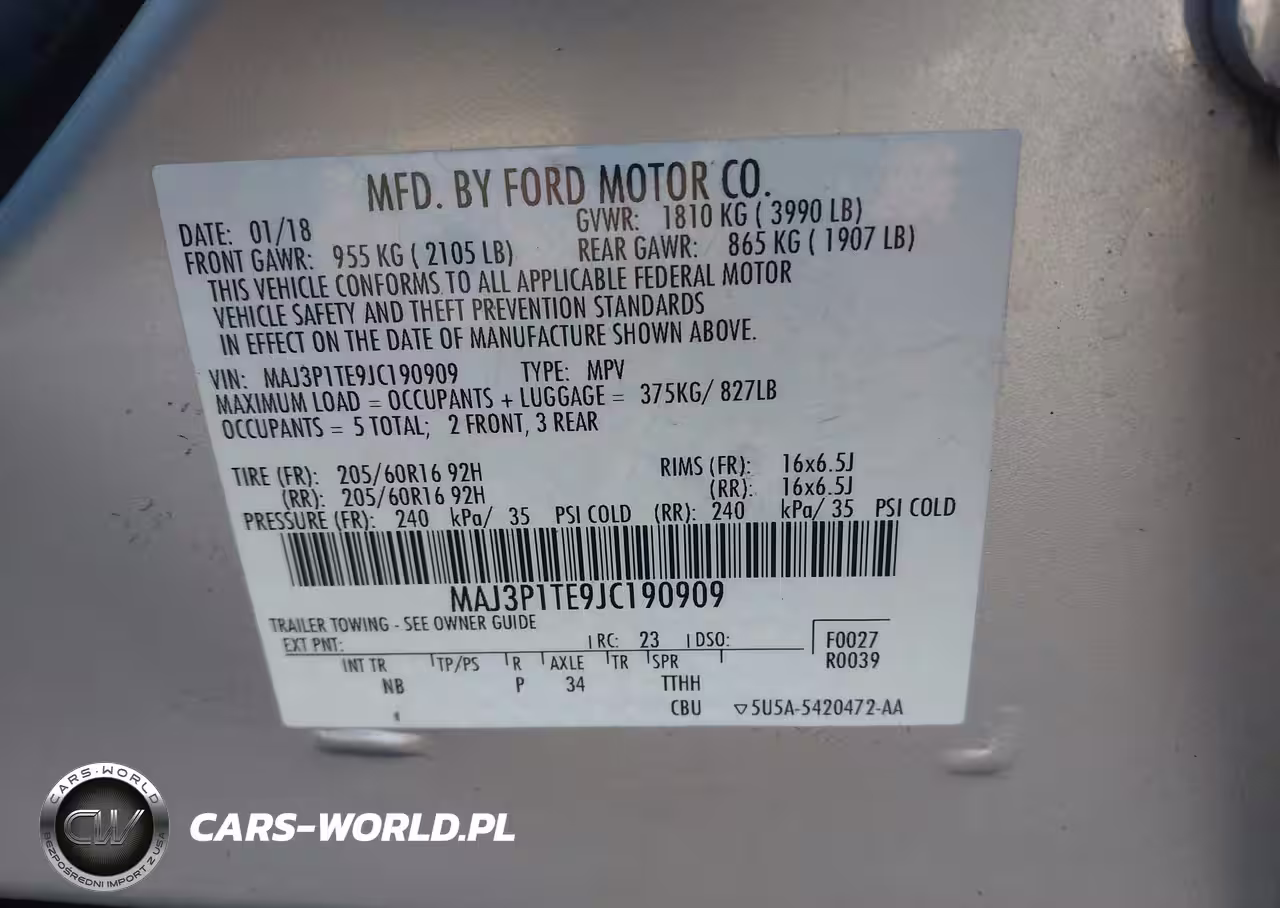 MFD. BY FORD MOTOR CO.
DATE: 01/18 GVWR: 1810 KG ( 3990 LB)
FRONT GAWR: 955 KG ( 2105 LB) REAR GAWR: 865 KG ( 1907 LB)
THIS VEHICLE CONFORMS TO ALL APPLICABLE FEDERAL MOTOR
VEHICLE SAFETY AND THEFT PREVENTION STANDARDS
IN EFFECT ON THE DATE OF MANUFACTURE SHOWN ABOVE.
VIN: MAJ3P1TE9JC190909 TYPE: MPV
MAXIMUM LOAD = OCCUPANTS + LUGGAGE = 375KG/ 827LB
OCCUPANTS = 5 TOTAL; 2 FRONT, 3 REAR
TIRE (FR): 205/60R16 92H RIMS (FR): 16x6.5J
(RR): 205/60R16 92H (RR): 16x6.5J
PRESSURE (FR): 240 kPa/ 35 PSI COLD (RR): 240 kPa/ 35 PSI COLD
MAJ3P1TE9JC190909
TRAILER TOWING - SEE OWNER GUIDE
EXT PNT: RC: 23 DSO: F0027
INT TR TP/PS R AXLE TR SPR R0039
NB P 34 TTHH
CBU ▽5U5A-5420472-AA
CARS-WORLD
CW
BEZPOŚREDNI IMPORT Z USA
CARS-WORLD.PL